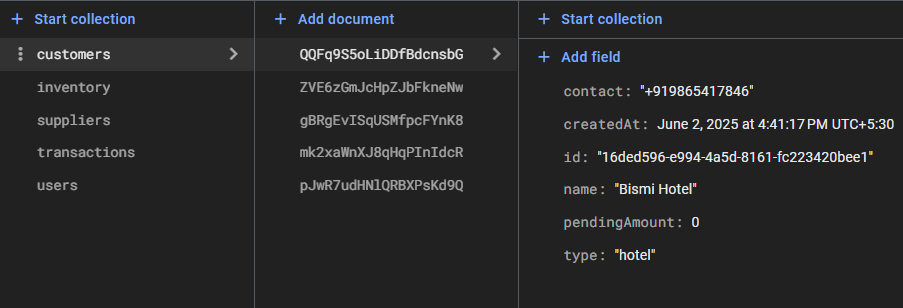 Start collection
customers
inventory
suppliers
transactions
users
Add document
QQFq9S5oLiDDfBdcnsbG
ZVE6zGmJcHpZJbFkneNw
gBRgEvISqUSMfpcFYnK8
mk2xaWnXJ8qHqPInIdcR
pJwR7udHNlQRBXPsKd9Q
Start collection
Add field
contact: "+919865417846"
createdAt: June 2, 2025 at 4:41:17 PM UTC+5:30
id: "16ded596-e994-4a5d-8161-fc223420bee1"
name: "Bismi Hotel"
pendingAmount: 0
type: "hotel"